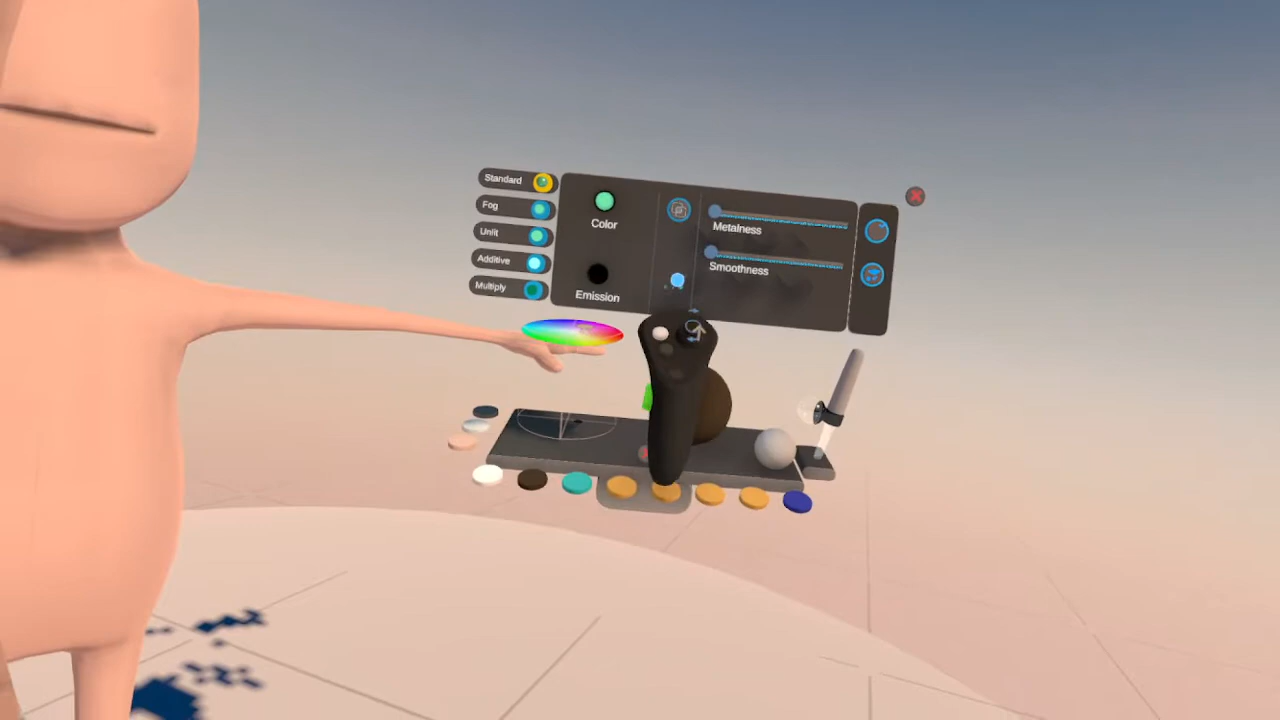 Standard
Fog
Unlit
Additive
Multiply
Color
Emission
Metalness
Smoothness